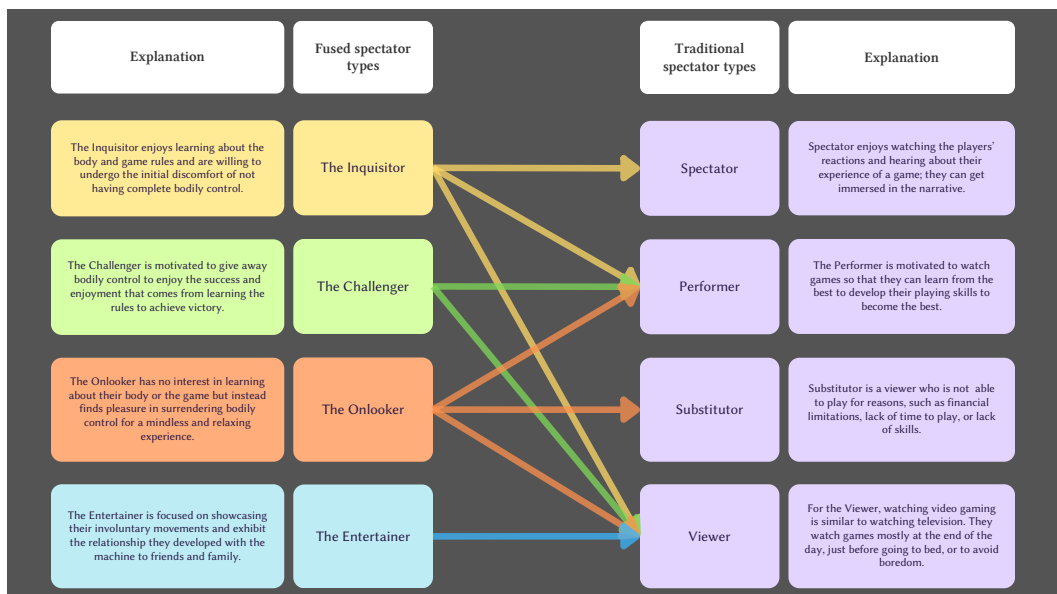 Explanation
Fused spectator
types
Traditional
spectator types
Explanation
The Inquisitor enjoys learning about the
body and game rules and are willing to
undergo the initial discomfort of not
having complete bodily control.
The Inquisitor
Spectator
Spectator enjoys watching the players'
reactions and hearing about their
experience of a game; they can get
immersed in the narrative.
The Challenger is motivated to give away
bodily control to enjoy the success and
enjoyment that comes from learning the
rules to achieve victory.
The Challenger
Performer
The Performer is motivated to watch
games so that they can learn from the
best to develop their playing skills to
become the best.
The Onlooker has no interest in learning
about their body or the game but instead
finds pleasure in surrendering bodily
control for a mindless and relaxing
experience.
The Onlooker
Substitutor
Substitutor is a viewer who is not able
to play for reasons, such as financial
limitations, lack of time to play, or lack
of skills.
The Entertainer is focused on showcasing
their involuntary movements and exhibit
the relationship they developed with the
machine to friends and family.
The Entertainer
Viewer
For the Viewer, watching video gaming
is similar to watching television. They
watch games mostly at the end of the
day, just before going to bed, or to avoid
boredom.